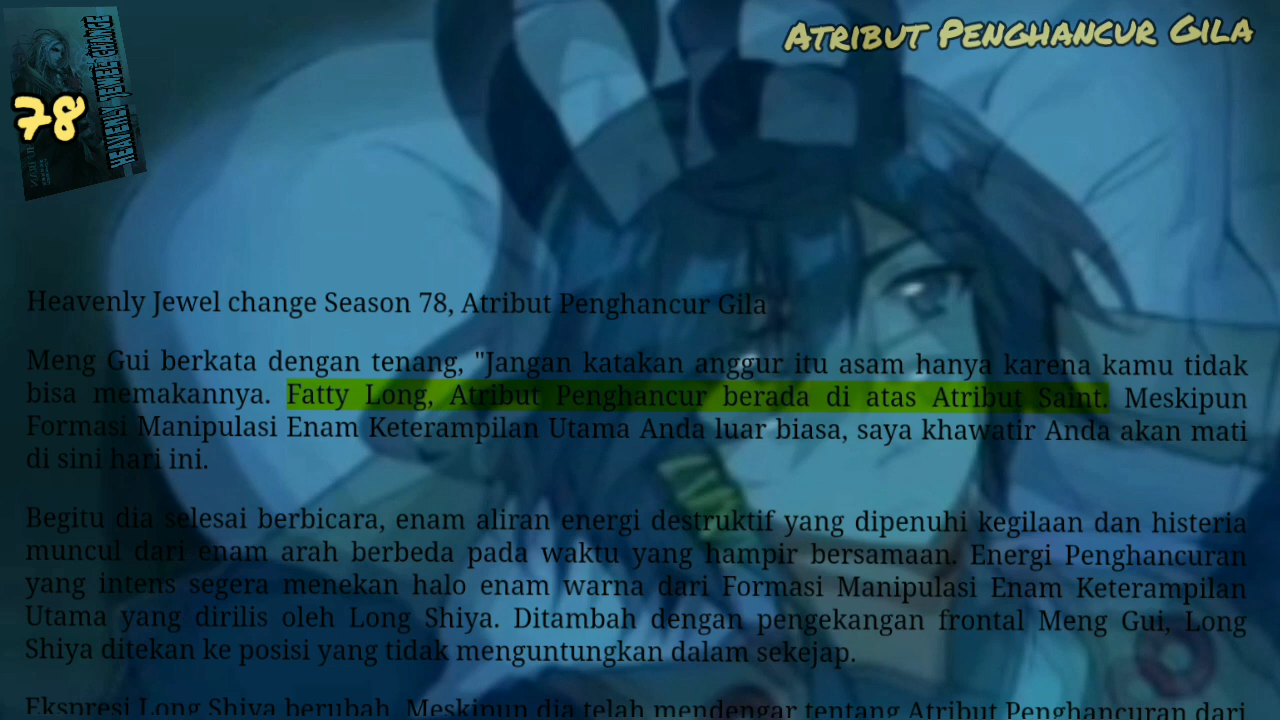 Atribut Penghancur Gila
78
HEAVENLY JEWEL CHANGE
Heavenly Jewel change Season 78, Atribut Penghancur Gila
Meng Gui berkata dengan tenang, "Jangan katakan anggur itu asam hanya karena kamu tidak
bisa memakannya. Fatty Long, Atribut Penghancur berada di atas Atribut Saint. Meskipun
Formasi Manipulasi Enam Keterampilan Utama Anda luar biasa, saya khawatir Anda akan mati
di sini hari ini.
Begitu dia selesai berbicara, enam aliran energi destruktif yang dipenuhi kegilaan dan histeria
muncul dari enam arah berbeda pada waktu yang hampir bersamaan. Energi Penghancuran
yang intens segera menekan halo enam warna dari Formasi Manipulasi Enam Keterampilan
Utama yang dirilis oleh Long Shiya. Ditambah dengan pengekangan frontal Meng Gui, Long
Shiya ditekan ke posisi yang tidak menguntungkan dalam sekejap.
Ekspresi Long Shiya berubah. Meskipun dia telah mendengar tentang Atribut Penghancuran dari